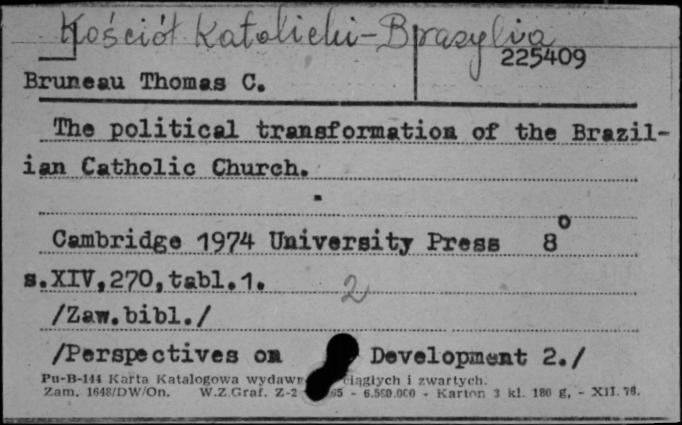 Kościół Katolicki - Brazylia
225409
Bruneau Thomas C.
The political transformation of the Brazil-
ian Catholic Church.
Cambridge 1974 University Press 8°
s.XIV,270,tabl.1.
2
/Zaw.bibl./
/Perspectives on Development 2./
Pu-B-144 Karta Katalogowa wydawn ciągłych i zwartych.
Zam. 1648/DW/On. W.Z.Graf. Z-2 65 - 6.500.000 - Karton 3 kl. 180 g, - XII. 76.